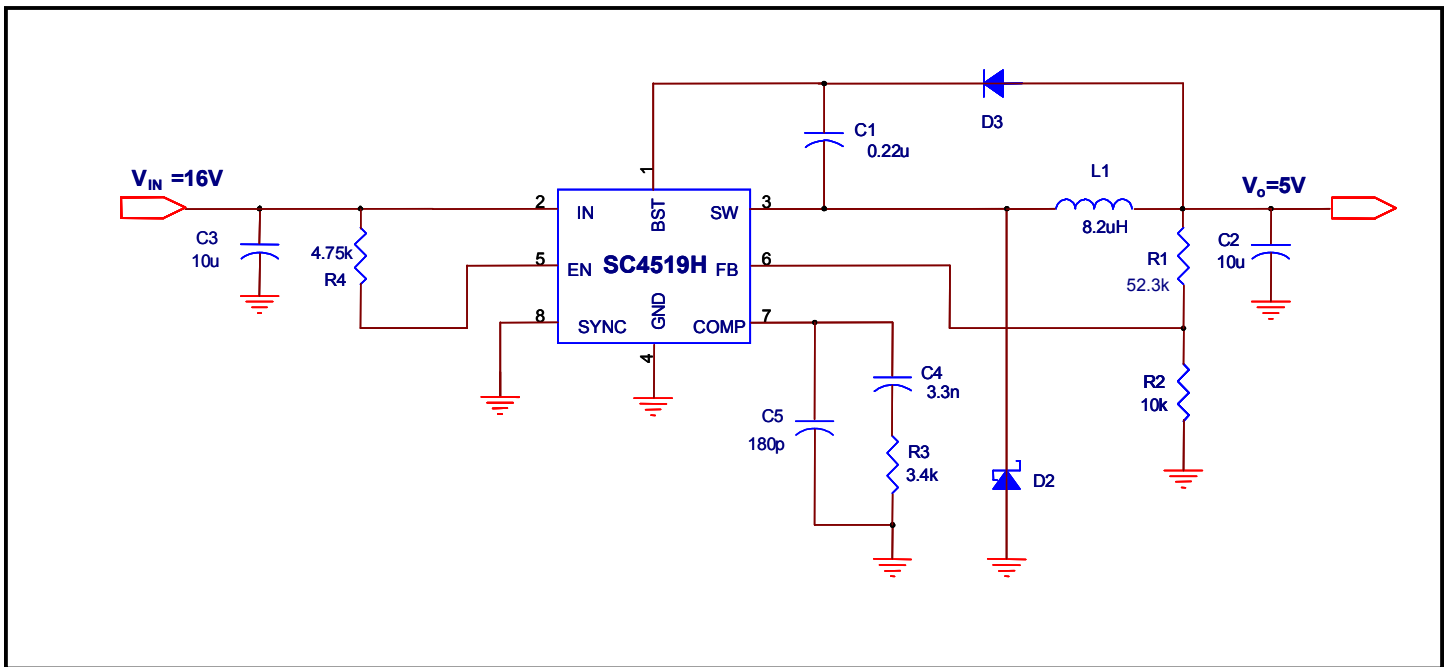 D3
C1
0.22u
L1
V_IN =16V
V_o=5V
1
2
IN
BST
SW
3
C3
10u
4.75k
R4
8.2uH
R1
52.3k
C2
10u
5
EN
SC4519H
FB
6
8
SYNC
GND
COMP
7
4
C4
3.3n
R2
10k
C5
180p
R3
3.4k
D2